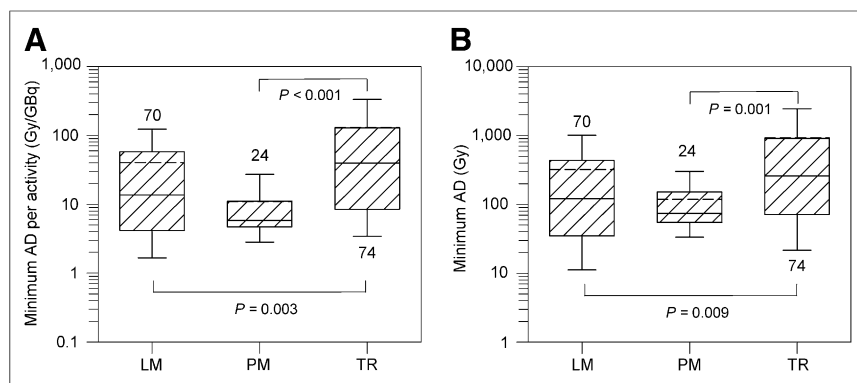 A
B
Minimum AD per activity (Gy/GBq)
1,000
100
10
1
0.1
70
24
74
P < 0.001
P = 0.003
LM
PM
TR
Minimum AD (Gy)
10,000
1,000
100
10
1
70
24
74
P = 0.001
P = 0.009
LM
PM
TR